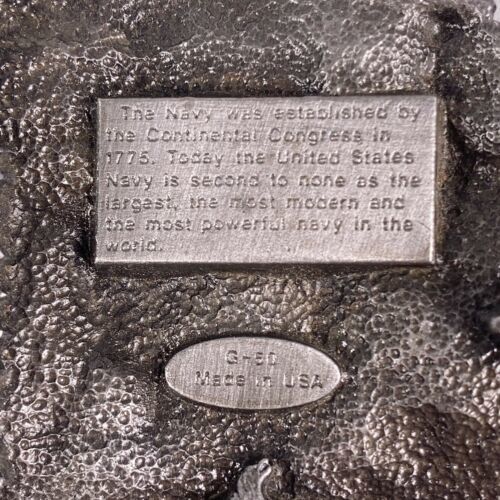 The Navy was established by
the Continental Congress in
1775. Today the United States
Navy is second to none as the
largest, the most modern and
the most powerful navy in the
world.
G-60
Made in USA